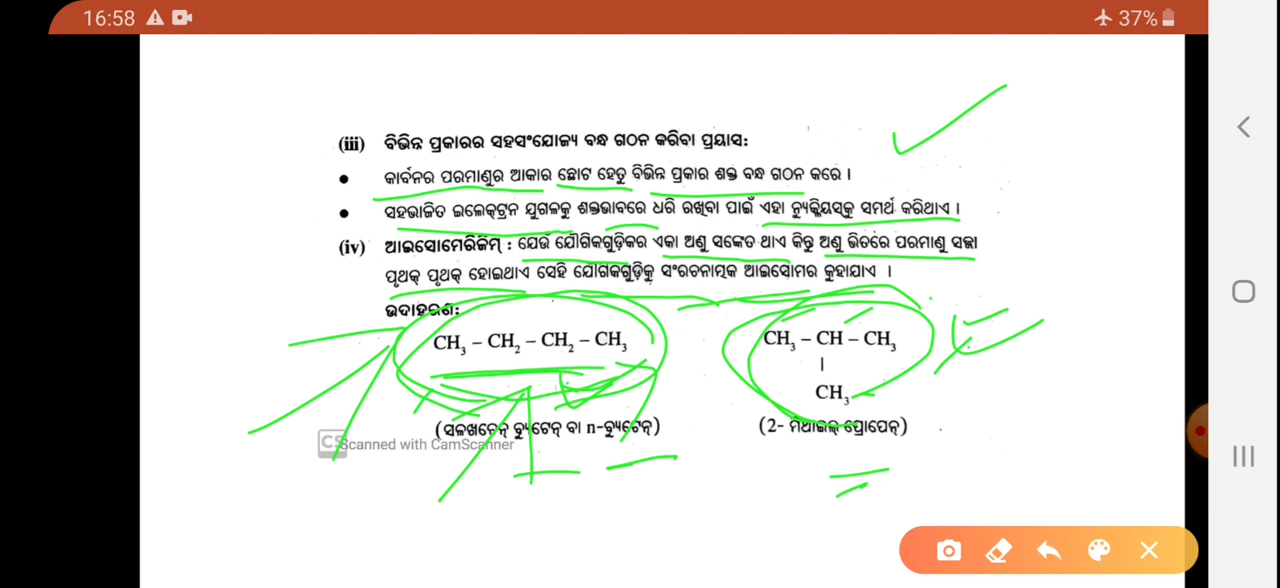 16:58
37%
(iii) ବିଭିନ୍ନ ପ୍ରକାରର ସହସଂଯୋଜ୍ୟ ବନ୍ଧ ଗଠନ କରିବା ପ୍ରୟାସ:
● କାର୍ବନର ପରମାଣୁର ଆକାର ଛୋଟ ହେତୁ ବିଭିନ୍ନ ପ୍ରକାର ଶକ୍ତ ବନ୍ଧ ଗଠନ କରେ ।
● ସହଭାଜିତ ଇଲେକଟ୍ରନ ଯୁଗଳକୁ ଶକ୍ତଭାବରେ ଧରି ରଖିବା ପାଇଁ ଏହା ନ୍ୟୁକ୍ଲିୟସକୁ ସମର୍ଥ କରିଥାଏ ।
(iv) ଆଇସୋମେରିଜିମ୍ : ଯେଉଁ ଯୌଗିକଗୁଡ଼ିକର ଏକା ଅଣୁ ସଙ୍କେତ ଥାଏ କିନ୍ତୁ ଅଣୁ ଭିତରେ ପରମାଣୁ ସଜ୍ଜା
ପୃଥକ୍ ପୃଥକ୍ ହୋଇଥାଏ ସେହି ଯୌଗିକଗୁଡ଼ିକୁ ସଂରଚନାତ୍ମକ ଆଇସୋମର କୁହାଯାଏ ।
ଉଦାହରଣ:
CH₃ – CH₂ – CH₂ – CH₃ CH₃ – CH – CH₃
|
CH₃
(ସଳଖଚେନ୍ ବ୍ୟୁଟେନ୍ ବା n-ବ୍ୟୁଟେନ୍) (2- ମିଥାଇଲ୍ ପ୍ରୋପେନ୍)
CS Scanned with CamScanner